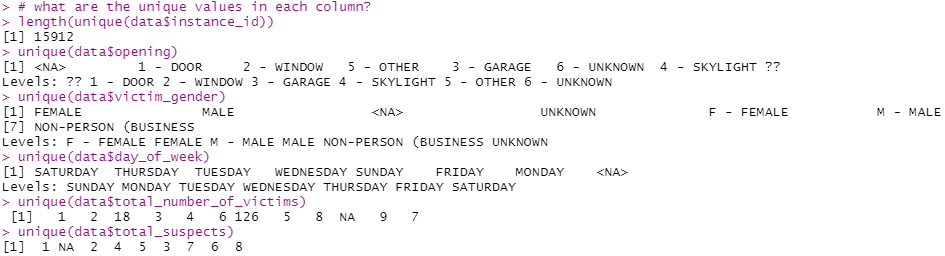 > # what are the unique values in each column?
> length(unique(data$instance_id))
[1] 15912
> unique(data$opening)
[1] <NA>         1 - DOOR     2 - WINDOW   5 - OTHER    3 - GARAGE   6 - UNKNOWN  4 - SKYLIGHT ??
Levels: ?? 1 - DOOR 2 - WINDOW 3 - GARAGE 4 - SKYLIGHT 5 - OTHER 6 - UNKNOWN
> unique(data$victim_gender)
[1] FEMALE               MALE                 <NA>                 UNKNOWN              F - FEMALE           M - MALE
[7] NON-PERSON (BUSINESS
Levels: F - FEMALE FEMALE M - MALE MALE NON-PERSON (BUSINESS UNKNOWN
> unique(data$day_of_week)
[1] SATURDAY  THURSDAY  TUESDAY   WEDNESDAY SUNDAY    FRIDAY    MONDAY    <NA>
Levels: SUNDAY MONDAY TUESDAY WEDNESDAY THURSDAY FRIDAY SATURDAY
> unique(data$total_number_of_victims)
 [1]   1   2  18   3   4   6 126   5   8  NA   9   7
> unique(data$total_suspects)
[1]  1 NA  2  4  5  3  7  6  8